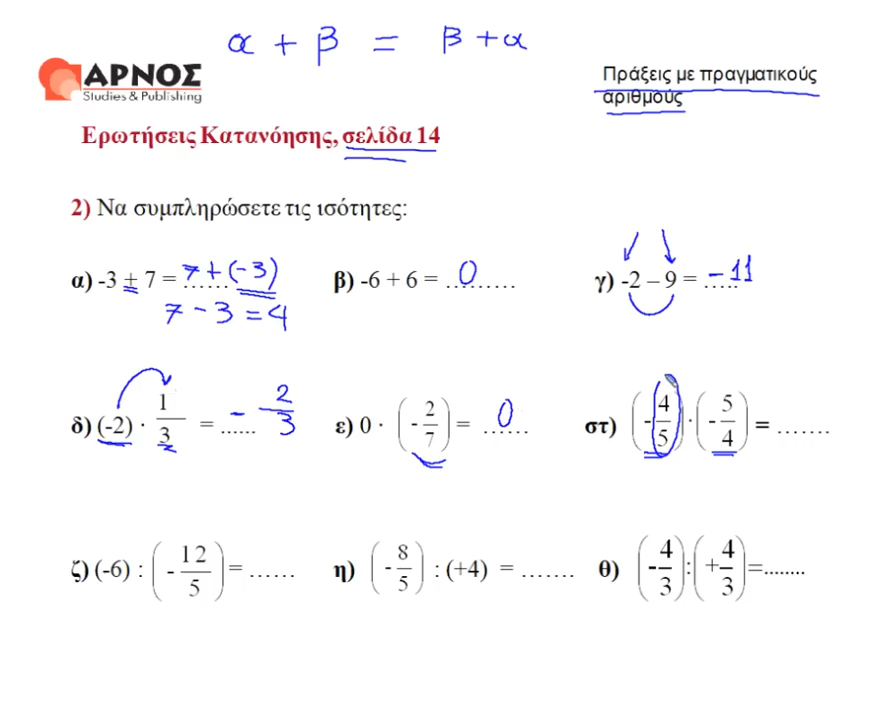 α + β = β + α
ΑΡΝΟΣ
Studies & Publishing
Πράξεις με πραγματικούς
αριθμούς
Ερωτήσεις Κατανόησης, σελίδα 14
2) Να συμπληρώσετε τις ισότητες:
α) -3 + 7 = ...... 7 + (-3)
7 - 3 = 4
β) -6 + 6 = .......... 0
γ) -2 – 9 = ..... -11
δ) (-2) · 1/3 = ...... - 2/3
ε) 0 · (- 2/7) = ...... 0
στ) (- 4/5) · (- 5/4) = .......
ζ) (-6) : (- 12/5) = ......
η) (- 8/5) : (+4) = .......
θ) (- 4/3) : (+ 4/3) = ........